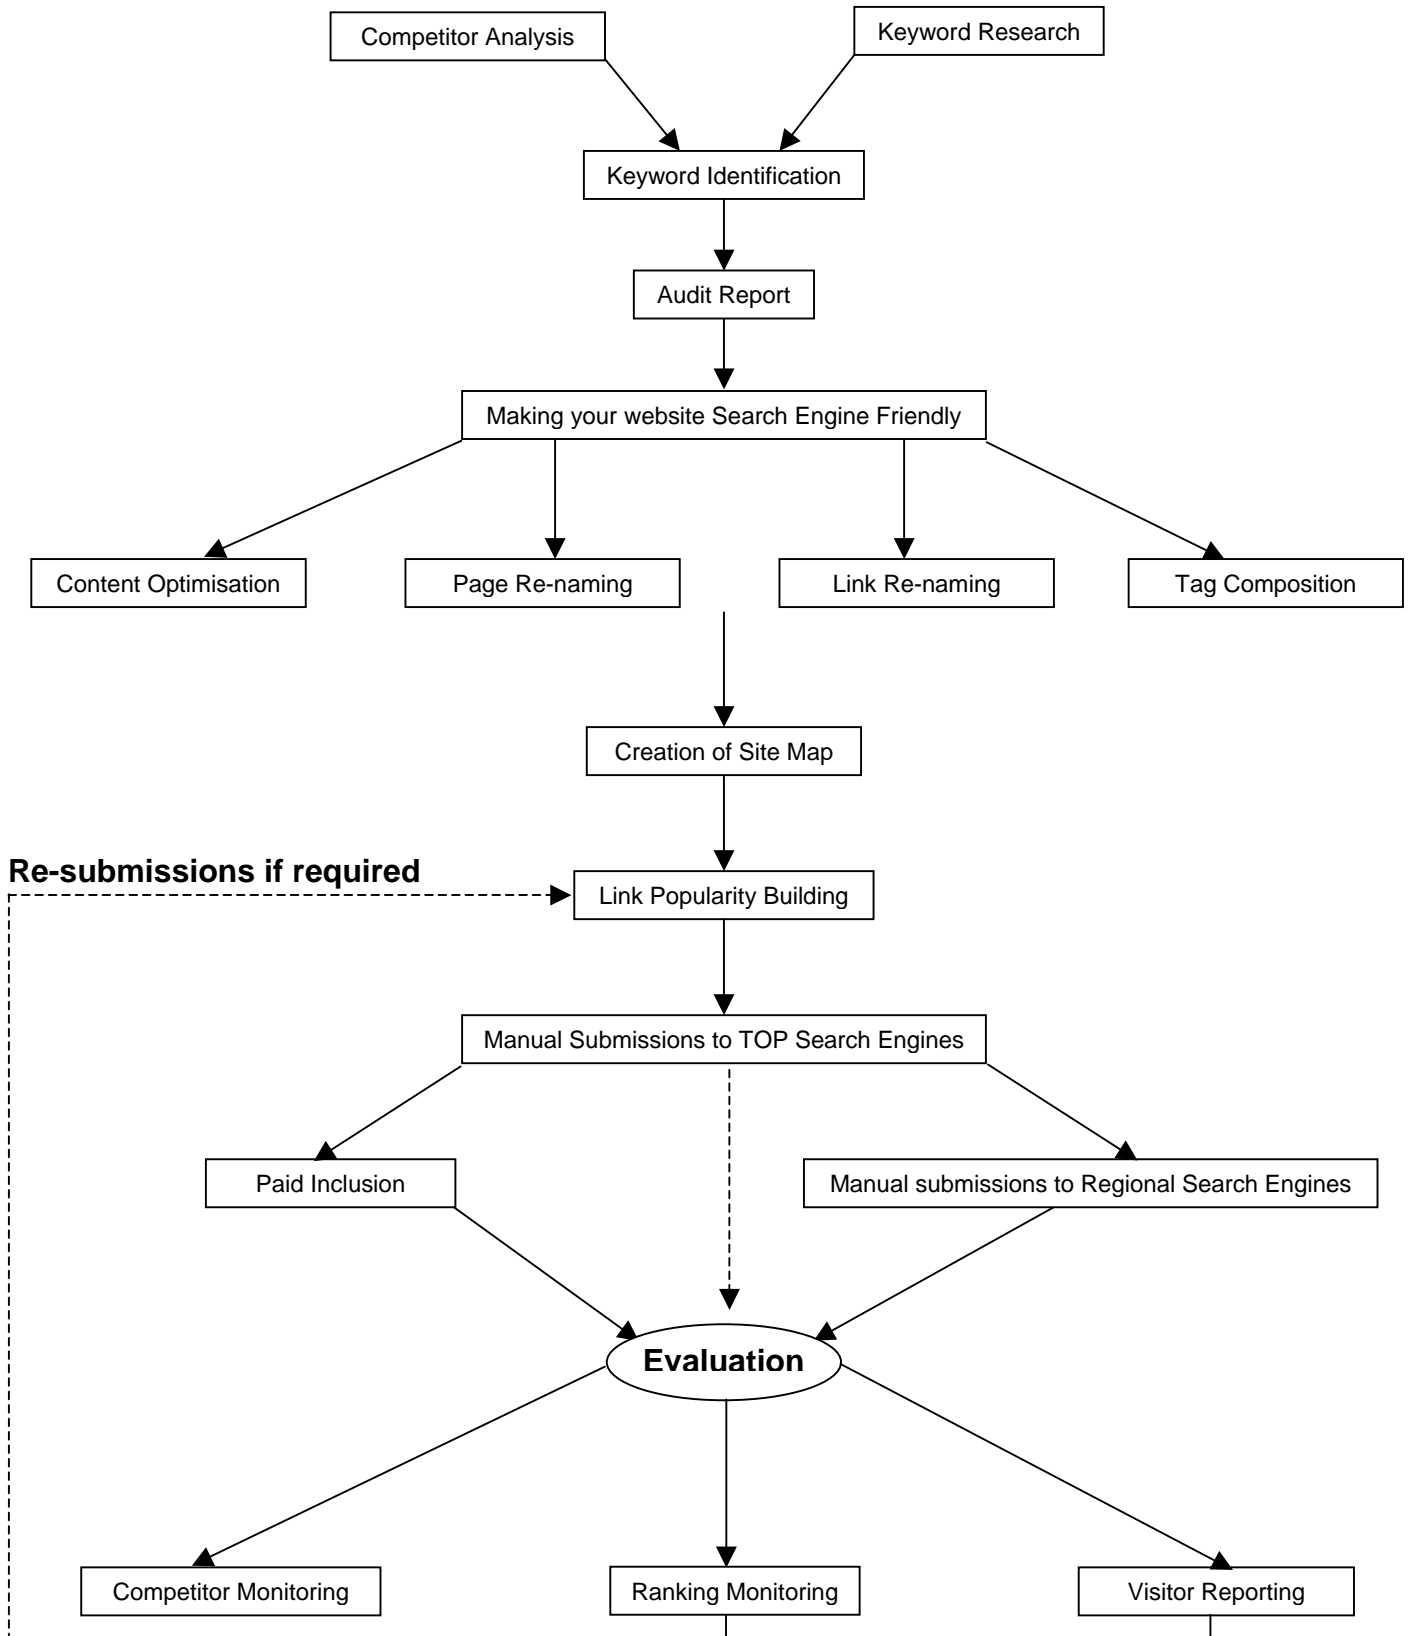 Competitor Analysis
Keyword Research
Keyword Identification
Audit Report
Making your website Search Engine Friendly
Content Optimisation
Page Re-naming
Link Re-naming
Tag Composition
Creation of Site Map
Re-submissions if required
Link Popularity Building
Manual Submissions to TOP Search Engines
Paid Inclusion
Manual submissions to Regional Search Engines
Evaluation
Competitor Monitoring
Ranking Monitoring
Visitor Reporting